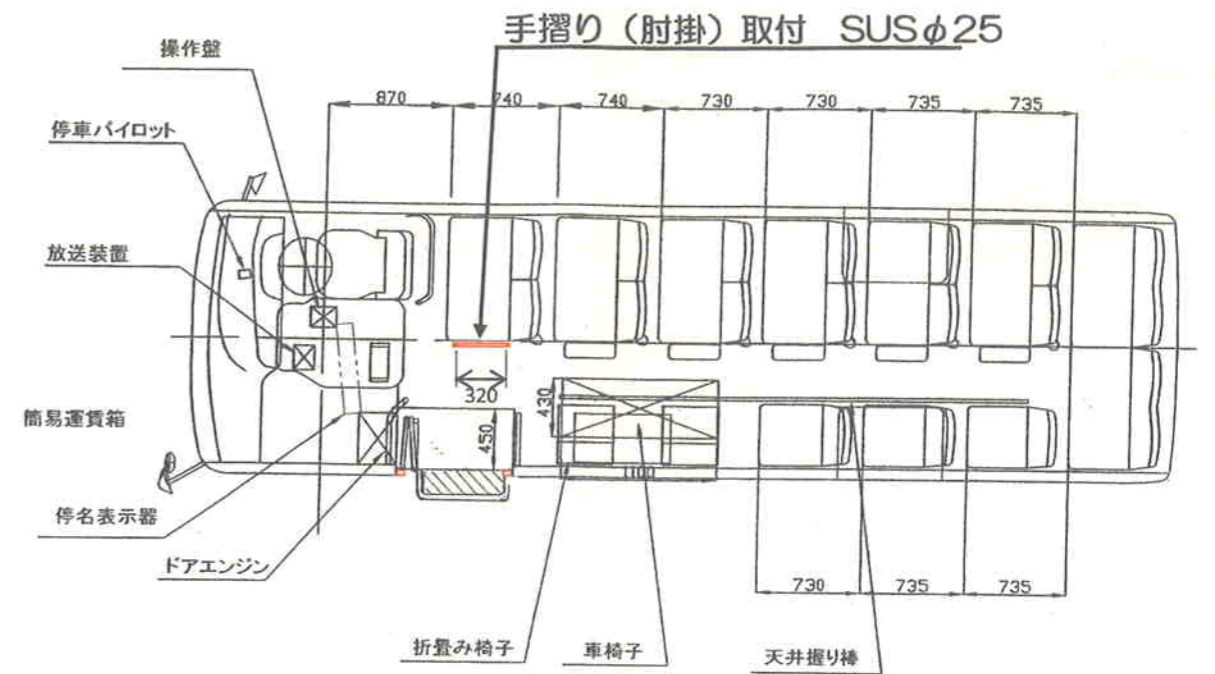 手摺り（肘掛）取付 SUSφ25
操作盤
870 740 740 730 730 735 735
停車パイロット
放送装置
320
430
450
簡易運賃箱
1100
停名表示器
ドアエンジン
730 735 735
折畳み椅子
車椅子
天井握り棒